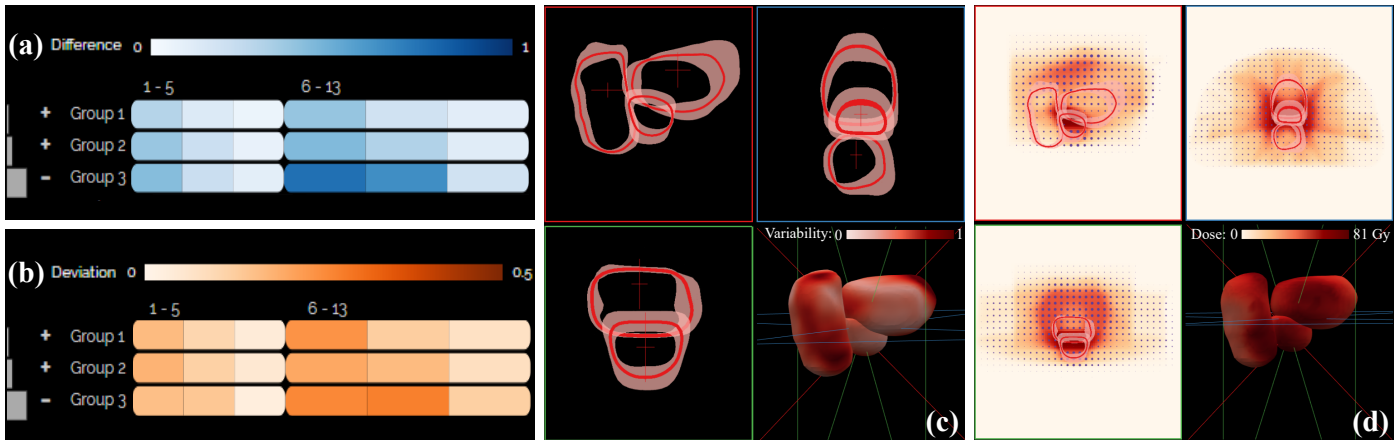 (a) Difference 0 1
1 - 5 6 - 13
+ Group 1
+ Group 2
- Group 3
(b) Deviation 0 0.5
1 - 5 6 - 13
+ Group 1
+ Group 2
- Group 3
Variability: 0 1
(c)
Dose: 0 81 Gy
(d)